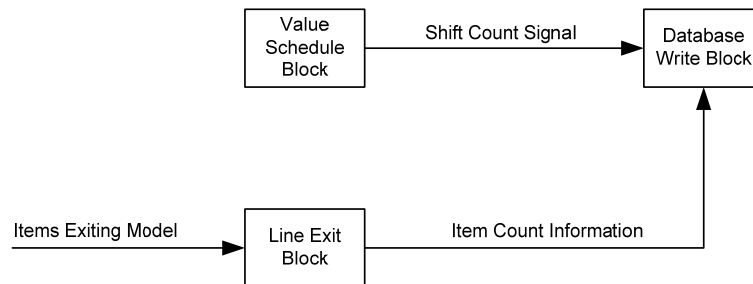 Value
Schedule
Block
Shift Count Signal
Database
Write Block
Items Exiting Model
Line Exit
Block
Item Count Information